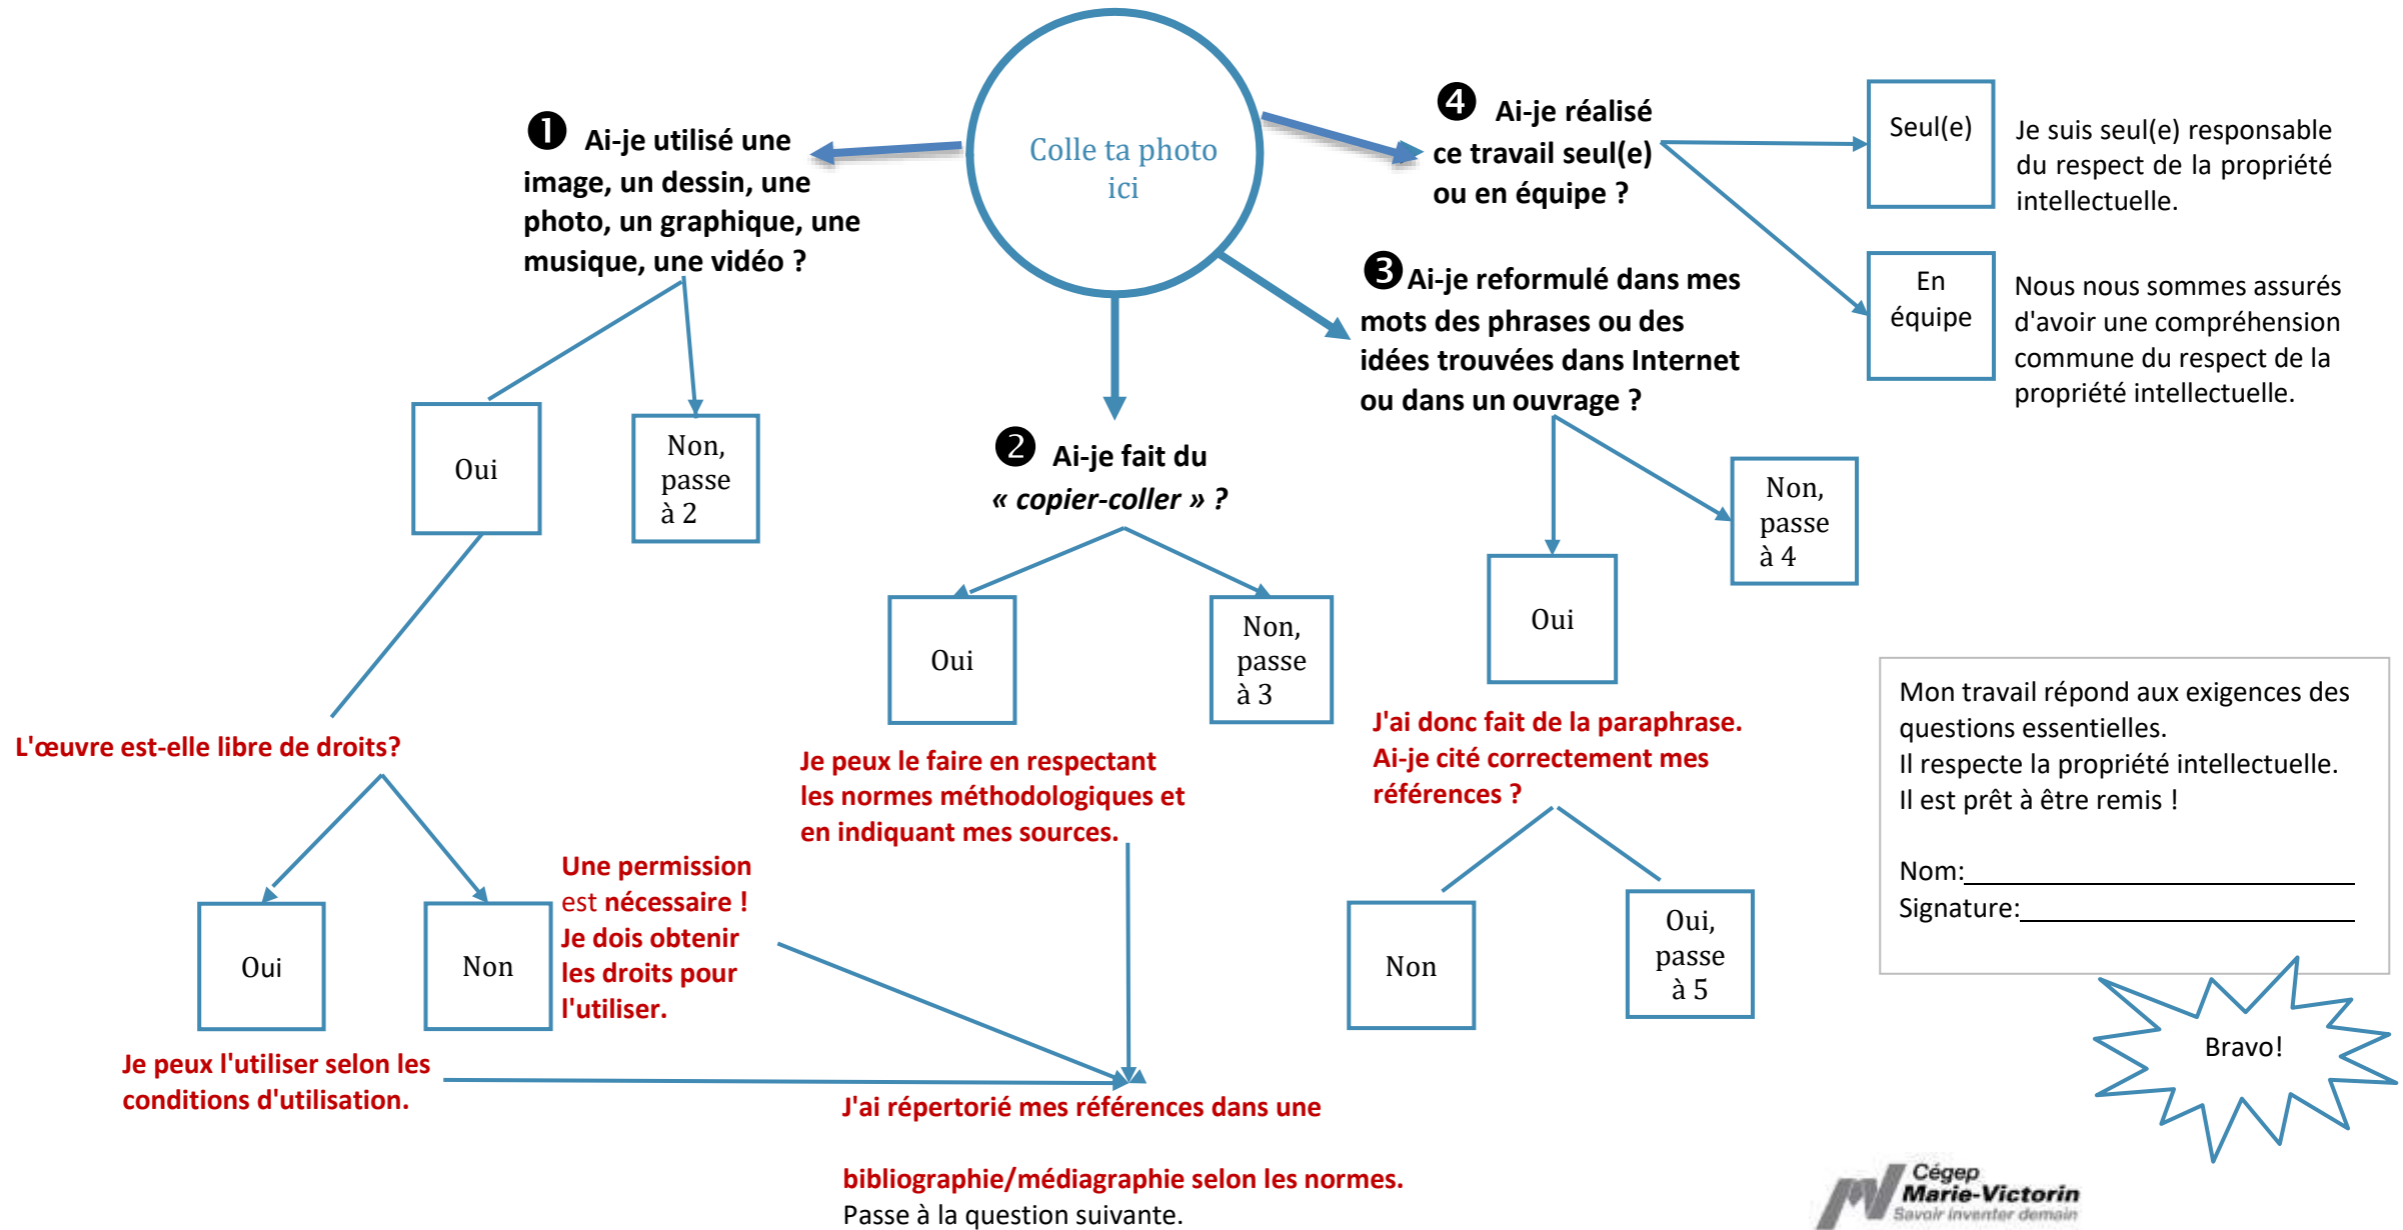 Colle ta photo
ici
❶ Ai-je utilisé une
image, un dessin, une
photo, un graphique, une
musique, une vidéo ?
Oui
Non,
passe
à 2
L'œuvre est-elle libre de droits?
Oui
Non
Une permission
est nécessaire !
Je dois obtenir
les droits pour
l'utiliser.
Je peux l'utiliser selon les
conditions d'utilisation.
❷ Ai-je fait du
« copier-coller » ?
Oui
Non,
passe
à 3
Je peux le faire en respectant
les normes méthodologiques et
en indiquant mes sources.
J'ai répertorié mes références dans une
bibliographie/médiagraphie selon les normes.
Passe à la question suivante.
❸Ai-je reformulé dans mes
mots des phrases ou des
idées trouvées dans Internet
ou dans un ouvrage ?
Oui
Non,
passe
à 4
J'ai donc fait de la paraphrase.
Ai-je cité correctement mes
références ?
Non
Oui,
passe
à 5
❹ Ai-je réalisé
ce travail seul(e)
ou en équipe ?
Seul(e)
Je suis seul(e) responsable
du respect de la propriété
intellectuelle.
En
équipe
Nous nous sommes assurés
d'avoir une compréhension
commune du respect de la
propriété intellectuelle.
Mon travail répond aux exigences des
questions essentielles.
Il respecte la propriété intellectuelle.
Il est prêt à être remis !
Nom:
Signature:
Bravo!
Cégep
Marie-Victorin
Savoir inventer demain